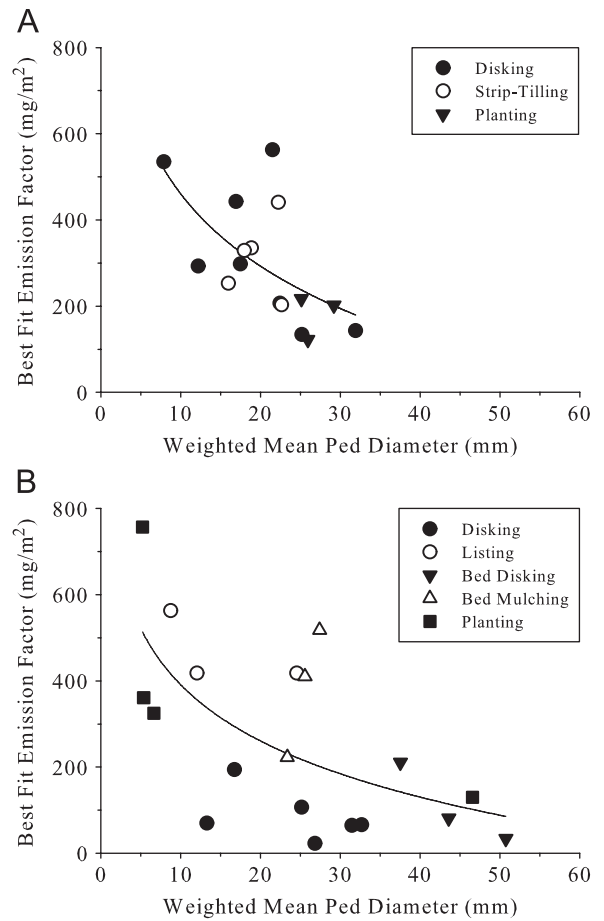 A
800
600
400
200
0
Best Fit Emission Factor (mg/m²)
Disking
Strip-Tilling
Planting
0 10 20 30 40 50 60
Weighted Mean Ped Diameter (mm)
B
800
600
400
200
0
Best Fit Emission Factor (mg/m²)
Disking
Listing
Bed Disking
Bed Mulching
Planting
0 10 20 30 40 50 60
Weighted Mean Ped Diameter (mm)